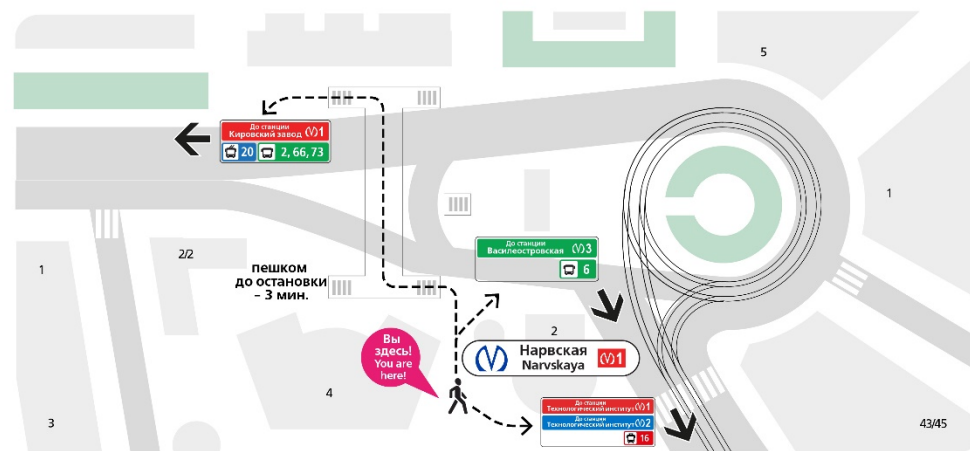 5
До станции
Кировский завод 1
20 2, 66, 73
1
До станции
Василеостровская 3
6
1
2/2
пешком
до остановки
– 3 мин.
2
Вы
здесь!
You are
here!
Нарвская 1
Narvskaya
4
До станции
Технологический институт 1
До станции
Технологический институт 2
16
3
43/45